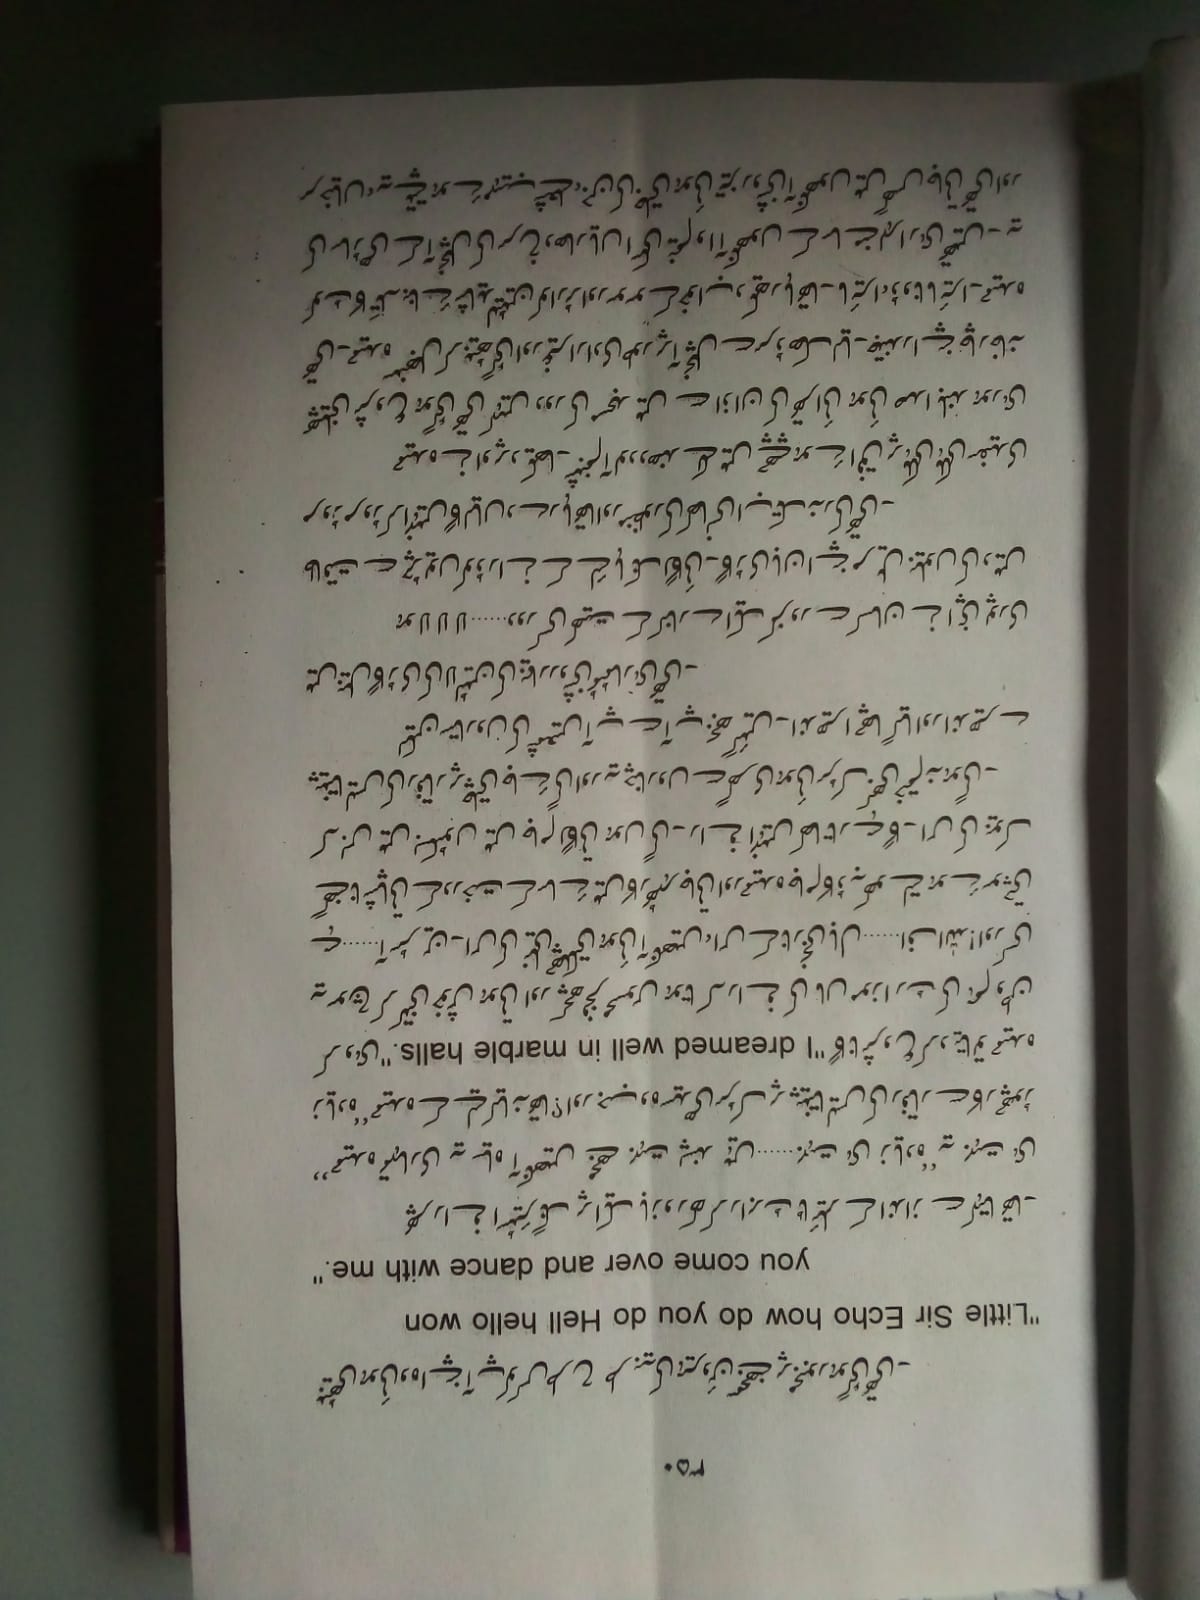 ۳۵۰
بیٹھی ہوئی وہ اپنے آپ کو کس طرح طربیہ کی ہیروئن سمجھنے پر مجبور ہو گئی تھی۔
"Little Sir Echo how do you do Hell hello won
you come over and dance with me."
پھر رافے اسٹیئرنگ پر ایک بازو رکھ کر رابرٹ ٹائیلر کے انداز سے کہتا تھا۔
”حمیدہ تمہاری یہ سیاہ آنکھیں مجھے بہت پسند ہیں......بہت ہی زیادہ“ یہ بہت ہی
زیادہ“ حمیدہ کے لیے کیا نہ تھا؟ اور جب وہ سیدھی سڑک پر پینتالیس کی رفتار سے کار چھوڑ
کر وہی "I dreamed well in marble halls." گانا شروع کر دیتا تو حمیدہ
یہ سوچ کر کتنی خوش ہوتی اور کچھ فخر محسوس ہوتا کہ رافے کی ماں موزارٹ کی ہم وطن
ہے......آسٹرین۔ اس کی نیلی چھلکتی ہوئی آنکھیں، اس کے نارنجی بال......اف اللہ! اور کسی
گھنے ناشپاتی کے درخت کے سائے میں کار ٹھہر جاتی اور حمیدہ جام کا ڈبہ کھولتے ہوئے سوچتی
کہ بس میں بسکٹوں میں جام لگاتی ہوں گی۔ رافے انہیں کھاتا رہے گا۔ اس کی بیوک
پینتالیس کی رفتار پر چلتی جائے گی اور یہ چناروں سے گھری ہوئی سڑک کبھی ختم نہ ہوگی۔
لیکن ستاروں کی شمعیں آپ سے آپ بجھ گئیں۔ اندھیرا چھا گیا اور اندھیرے
میں بیل گاڑی کی لالٹین کی بیمار روشنی ٹمٹما رہی تھی۔
ہولا لا لا......دور کسی کھیت کے کنارے ایک کمزور سے کسان نے اپنی پوری
طاقت سے چڑیوں کو ڈرانے کے لئے ہانک لگائی۔ گاڑی بان اپنے مریل بیلوں کی دمیں
مروڑ مروڑ کر انہیں گالیاں دے رہا تھا اور منظور کی کھانسی اب تک نہ رکی تھی۔
حمیدہ نے اوپر دیکھا۔ شبنم آلود دھندلکے میں چھپے ہوئے افق پر ہلکی ہلکی سفیدی
پھیلنی شروع ہوگئی تھی کہیں دور کی مسجد میں سے اذان کی تھرائی ہوئی صدا بلند ہو رہی
تھی۔ حمیدہ سنبھل کر بیٹھ گئی اور غیر ارادی طور پر آنچل سے سر ڈھک لیا۔ جتندر اپنے چار خانہ
کوٹ کا تکیہ بنائے شاید لیٹین کوارٹر اور سوسو کے خواب دیکھ رہا تھا۔ مائیرا، ڈونا مائیرا۔ حمیدہ
کی ساڑھی کے آنچل کی سرخ دھاریاں اسکی نیم وا آنکھوں کے سامنے لہرا رہی تھیں۔ یہ
سرخیاں، یہ تپتے ہوئے مہیب شعلے، جن کی جلتی ہوئی تیز روشنی آنکھوں میں گھس جاتی تھی اور